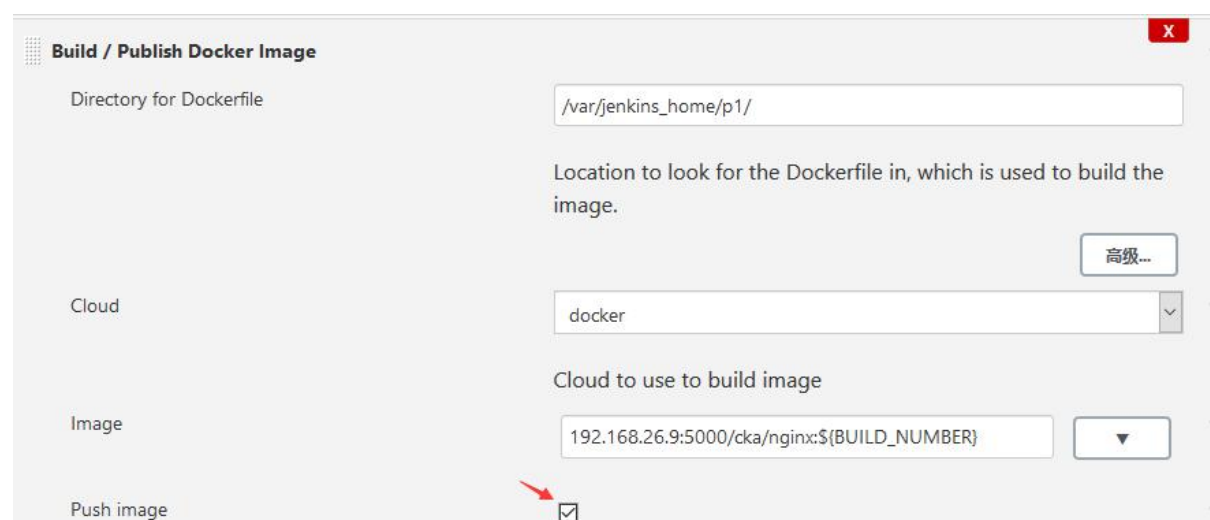 X
Build / Publish Docker Image
Directory for Dockerfile
/var/jenkins_home/p1/
Location to look for the Dockerfile in, which is used to build the
image.
高级...
Cloud
docker
Cloud to use to build image
Image
192.168.26.9:5000/cka/nginx:${BUILD_NUMBER}
Push image